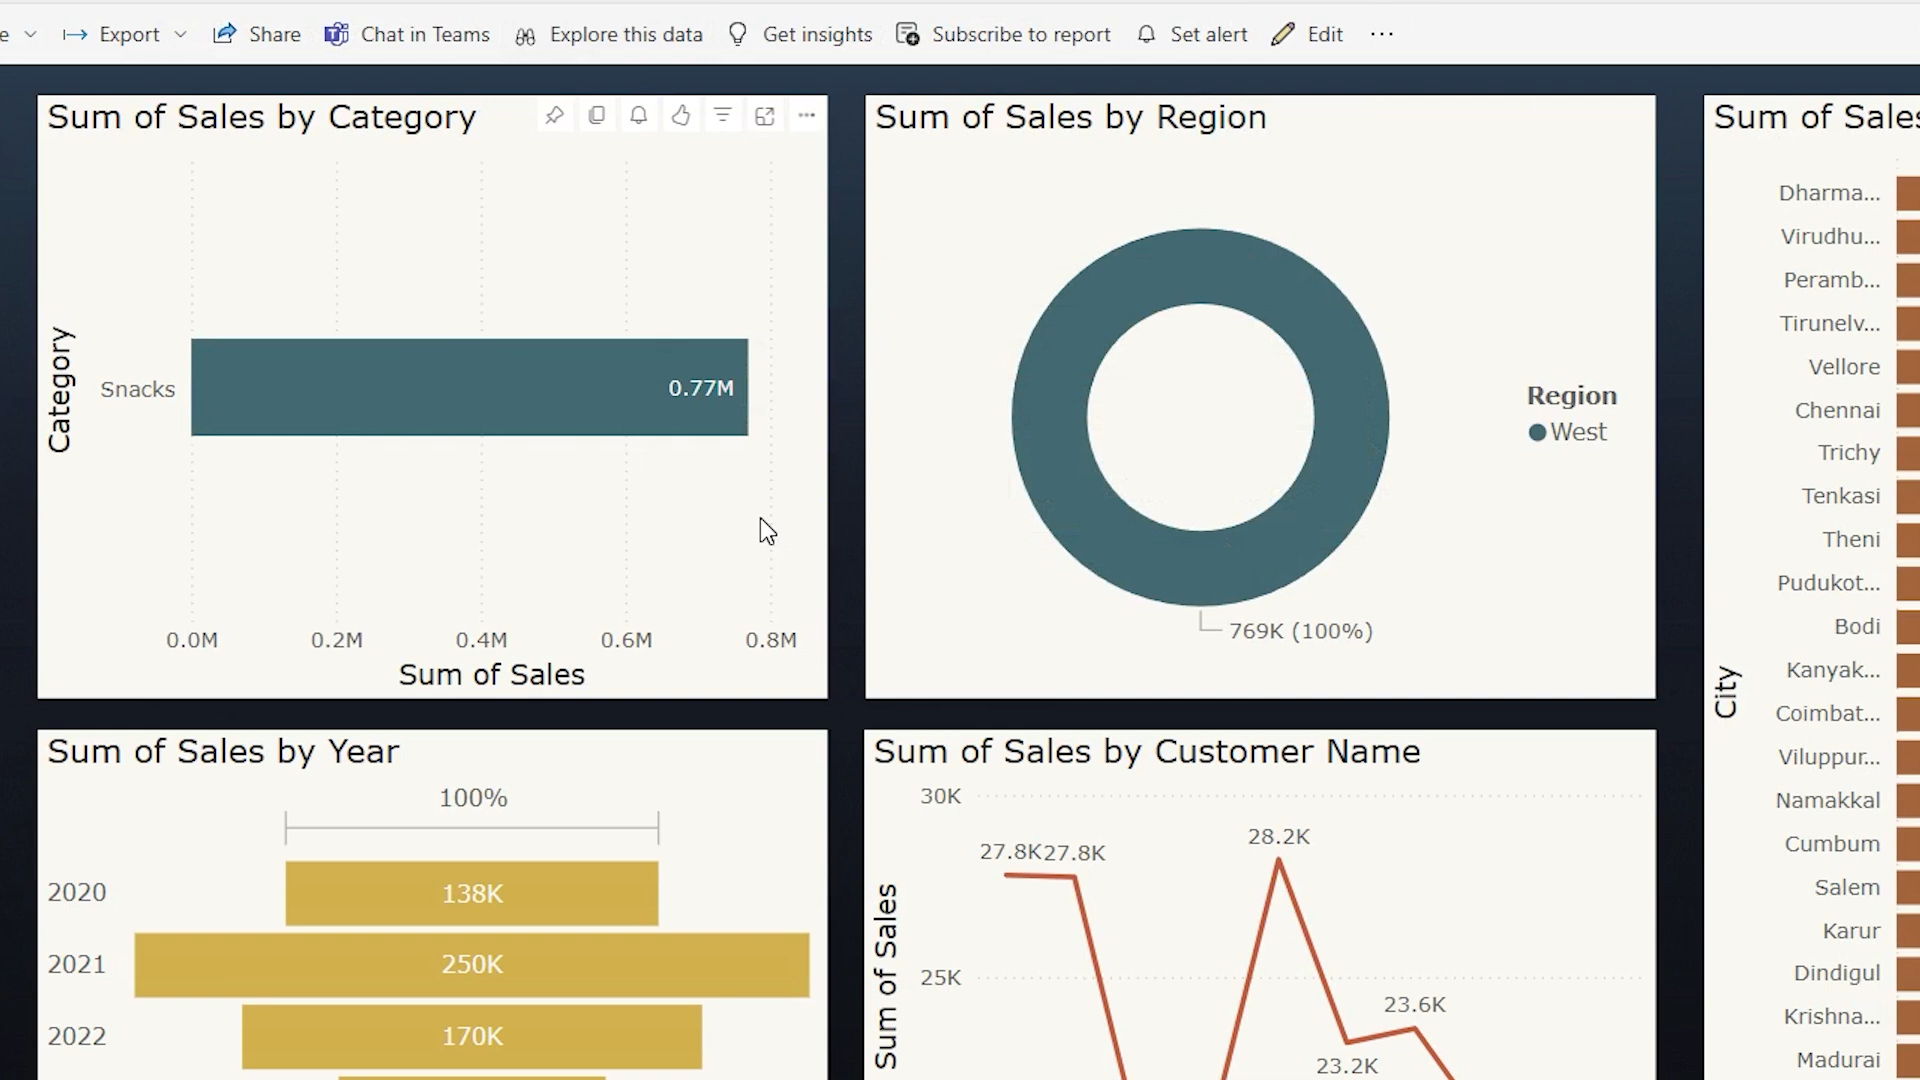 e
Export
Share
Chat in Teams
Explore this data
Get insights
Subscribe to report
Set alert
Edit
Sum of Sales by Category
Category
Snacks
0.77M
0.0M 0.2M 0.4M 0.6M 0.8M
Sum of Sales
Sum of Sales by Region
769K (100%)
Region
West
Sum of Sales by Year
100%
2020 138K
2021 250K
2022 170K
Sum of Sales by Customer Name
Sum of Sales
30K
25K
27.8K 27.8K
28.2K
23.2K
23.6K
Sum of Sales
City
Dharma...
Virudhu...
Peramb...
Tirunelv...
Vellore
Chennai
Trichy
Tenkasi
Theni
Pudukot...
Bodi
Kanyak...
Coimbat...
Viluppur...
Namakkal
Cumbum
Salem
Karur
Dindigul
Krishna...
Madurai